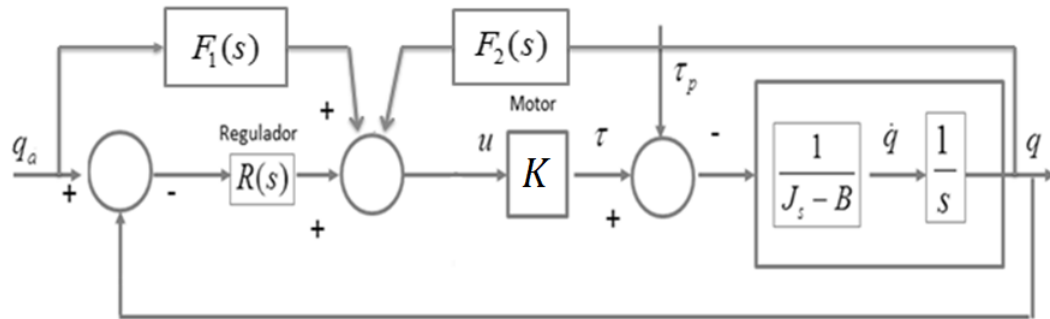 F₁(s)
F₂(s)
τₚ
Motor
Regulador
+
+
-
qₐ
u
τ
q̇
q
+
-
R(s)
+
K
+
1
Jₛ − B
1
s